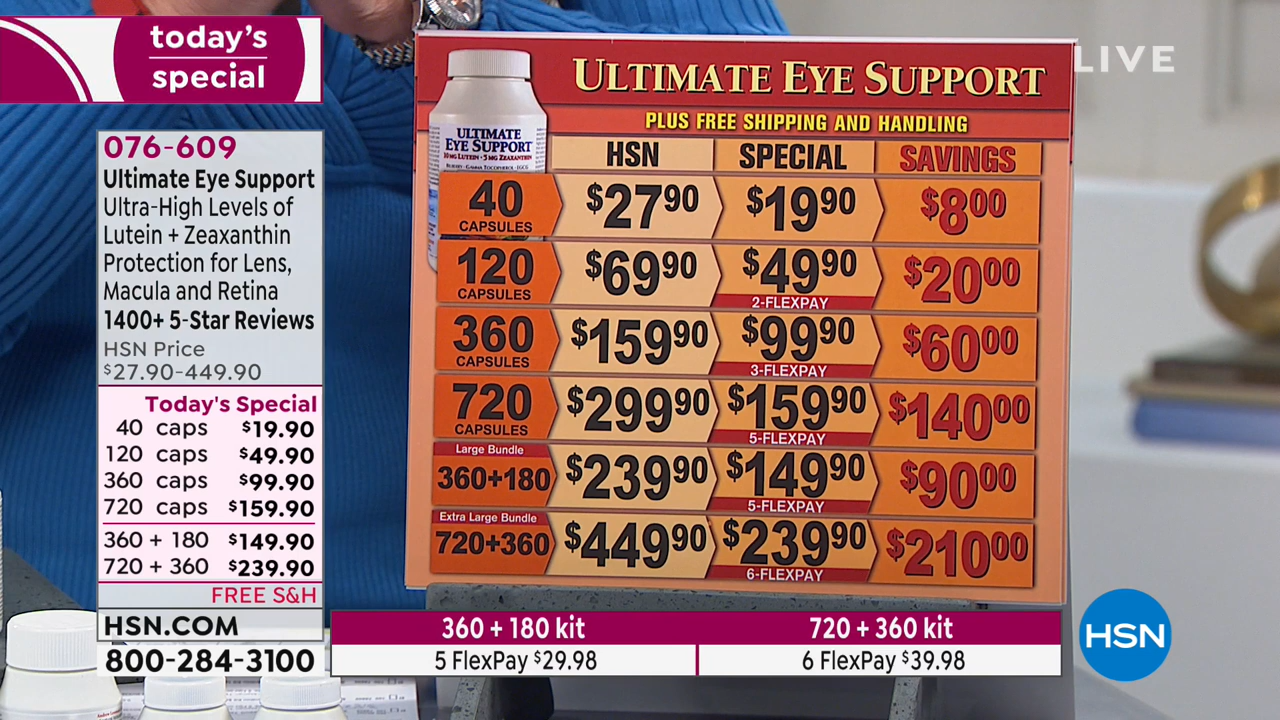 today's
special
LIVE
076-609
Ultimate Eye Support
Ultra-High Levels of
Lutein + Zeaxanthin
Protection for Lens,
Macula and Retina
1400+ 5-Star Reviews
HSN Price
$27.90-449.90
Today's Special
40 caps $19.90
120 caps $49.90
360 caps $99.90
720 caps $159.90
360 + 180 $149.90
720 + 360 $239.90
FREE S&H
HSN.COM
800-284-3100
ULTIMATE EYE SUPPORT
PLUS FREE SHIPPING AND HANDLING
ULTIMATE
EYE SUPPORT
10 MG LUTEIN • 5 MG ZEAXANTHIN
HSN SPECIAL SAVINGS
40 CAPSULES $27.90 $19.90 $8.00
120 CAPSULES $69.90 $49.90 $20.00
2-FLEXPAY
360 CAPSULES $159.90 $99.90 $60.00
3-FLEXPAY
720 CAPSULES $299.90 $159.90 $140.00
5-FLEXPAY
Large Bundle
360+180 $239.90 $149.90 $90.00
5-FLEXPAY
Extra Large Bundle
720+360 $449.90 $239.90 $210.00
6-FLEXPAY
360 + 180 kit 720 + 360 kit
5 FlexPay $29.98 6 FlexPay $39.98
HSN